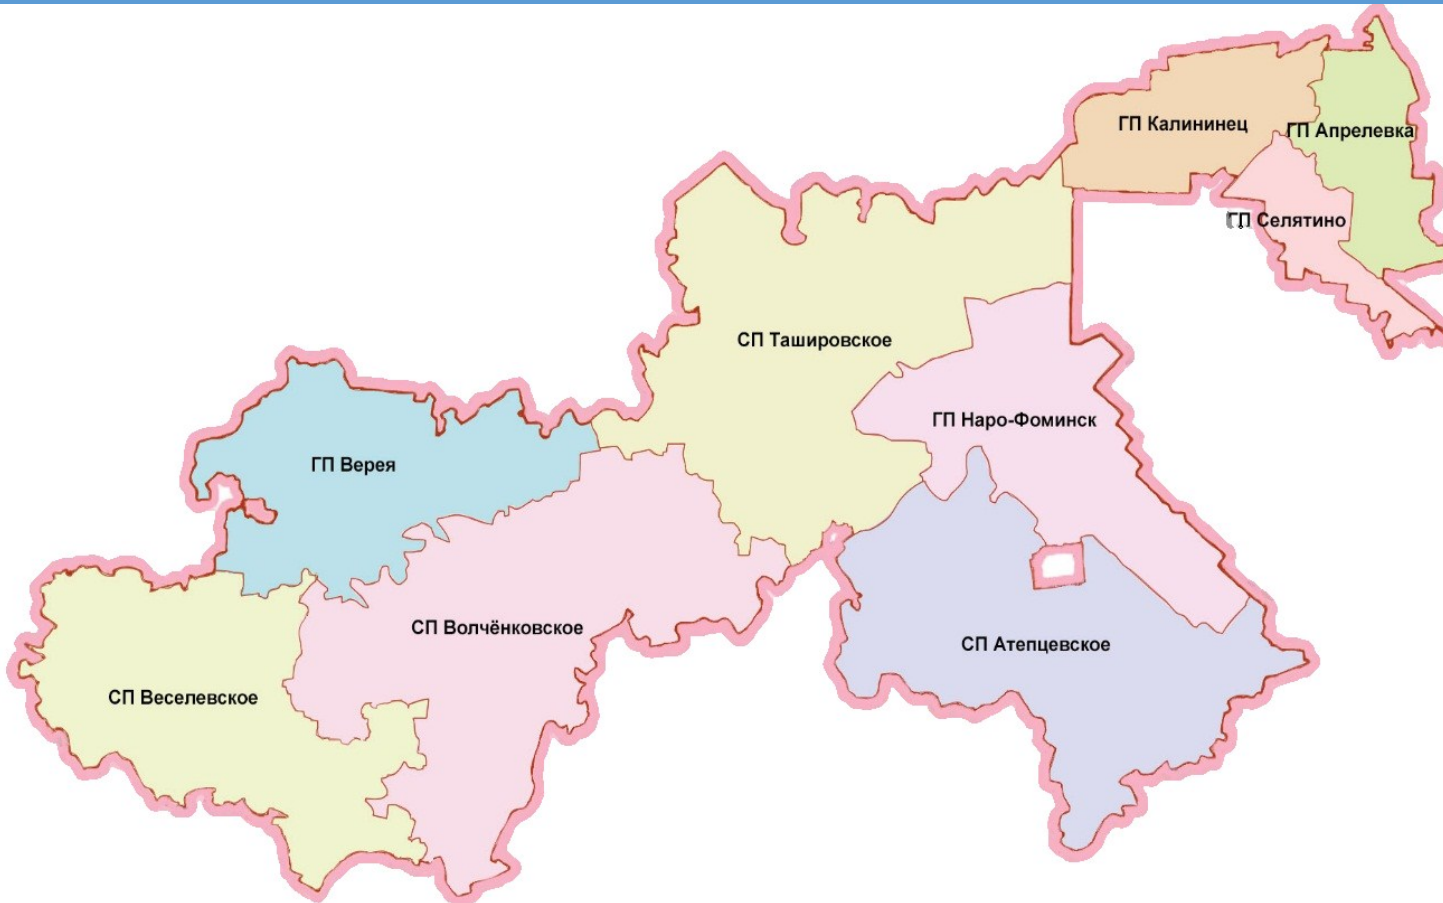 ГП Калининец
ГП Апрелевка
ГП Селятино
СП Ташировское
ГП Наро-Фоминск
ГП Верея
СП Волчёнковское
СП Атепцевское
СП Веселевское